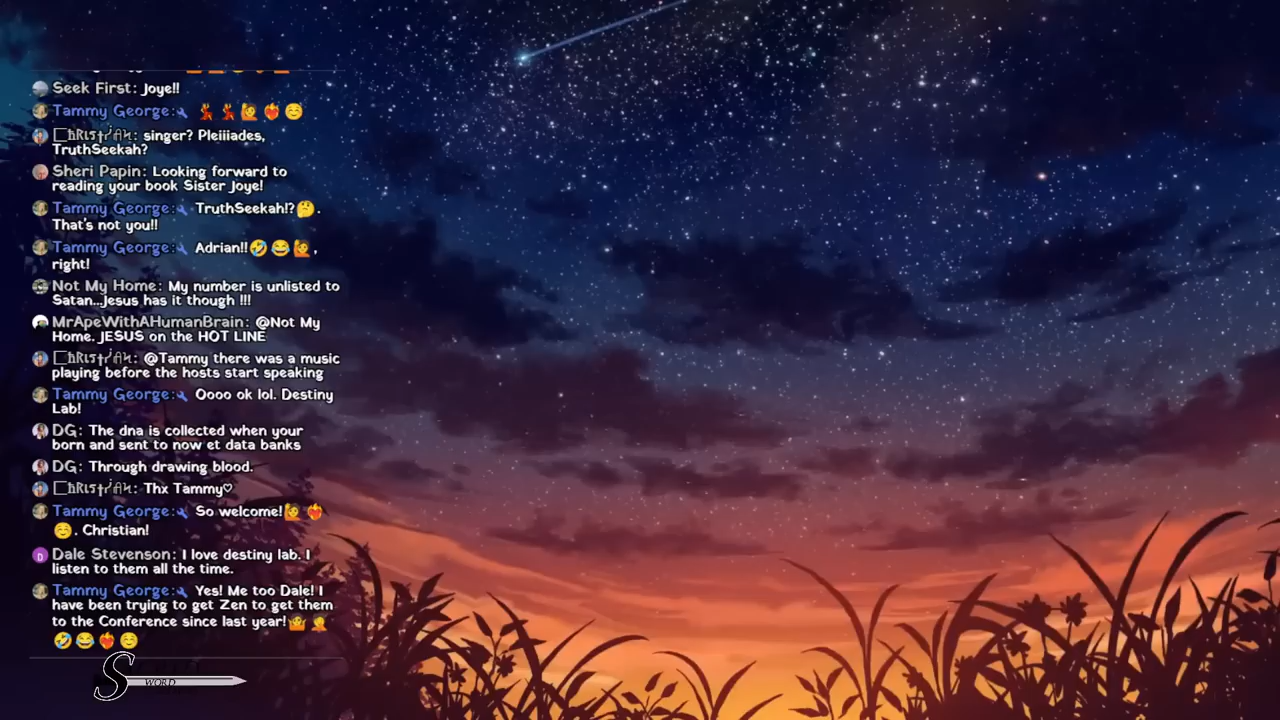 Seek First: Joye!!
Tammy George: 💃💃🙋❤️‍🔥☺️
singer? Pleiiiades,
TruthSeekah?
Sheri Papin: Looking forward to
reading your book Sister Joye!
Tammy George: TruthSeekah!?🤔.
That's not you!!
Tammy George: Adrian!!🤣😂🙋,
right!
Not My Home: My number is unlisted to
Satan...Jesus has it though !!!
MrApeWithAHumanBrain: @Not My
Home. JESUS on the HOT LINE
@Tammy there was a music
playing before the hosts start speaking
Tammy George: Oooo ok lol. Destiny
Lab!
DG: The dna is collected when your
born and sent to now et data banks
DG: Through drawing blood.
Thx Tammy♡
Tammy George: So welcome!🙋❤️‍🔥
☺️. Christian!
Dale Stevenson: I love destiny lab. I
listen to them all the time.
Tammy George: Yes! Me too Dale! I
have been trying to get Zen to get them
to the Conference since last year!🤷🤦
🤣😂❤️‍🔥☺️
S
WORD